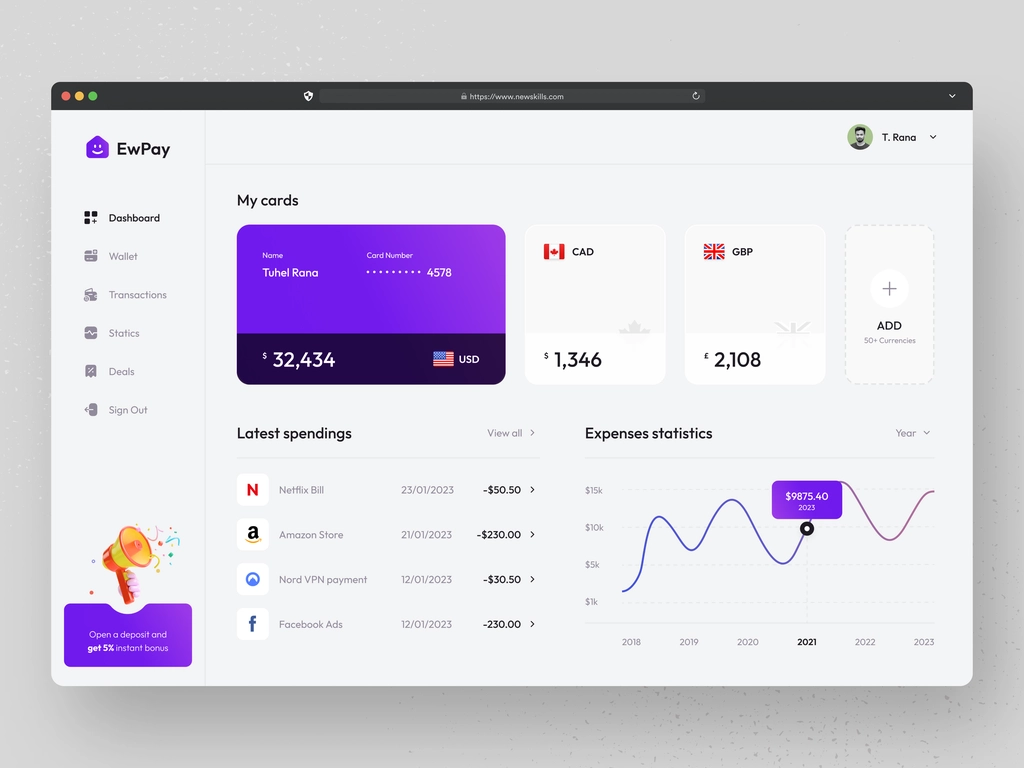 https://www.newskills.com
EwPay
T. Rana
Dashboard
Wallet
Transactions
Statics
Deals
Sign Out
Open a deposit and
get 5% instant bonus
My cards
Name Card Number
Tuhel Rana ········· 4578
$ 32,434 USD
CAD
$ 1,346
GBP
£ 2,108
ADD
50+ Currencies
Latest spendings View all
N Netflix Bill 23/01/2023 -$50.50
a Amazon Store 21/01/2023 -$230.00
Nord VPN payment 12/01/2023 -$30.50
f Facebook Ads 12/01/2023 -230.00
Expenses statistics Year
$15k
$10k
$5k
$1k
$9875.40
2023
2018 2019 2020 2021 2022 2023